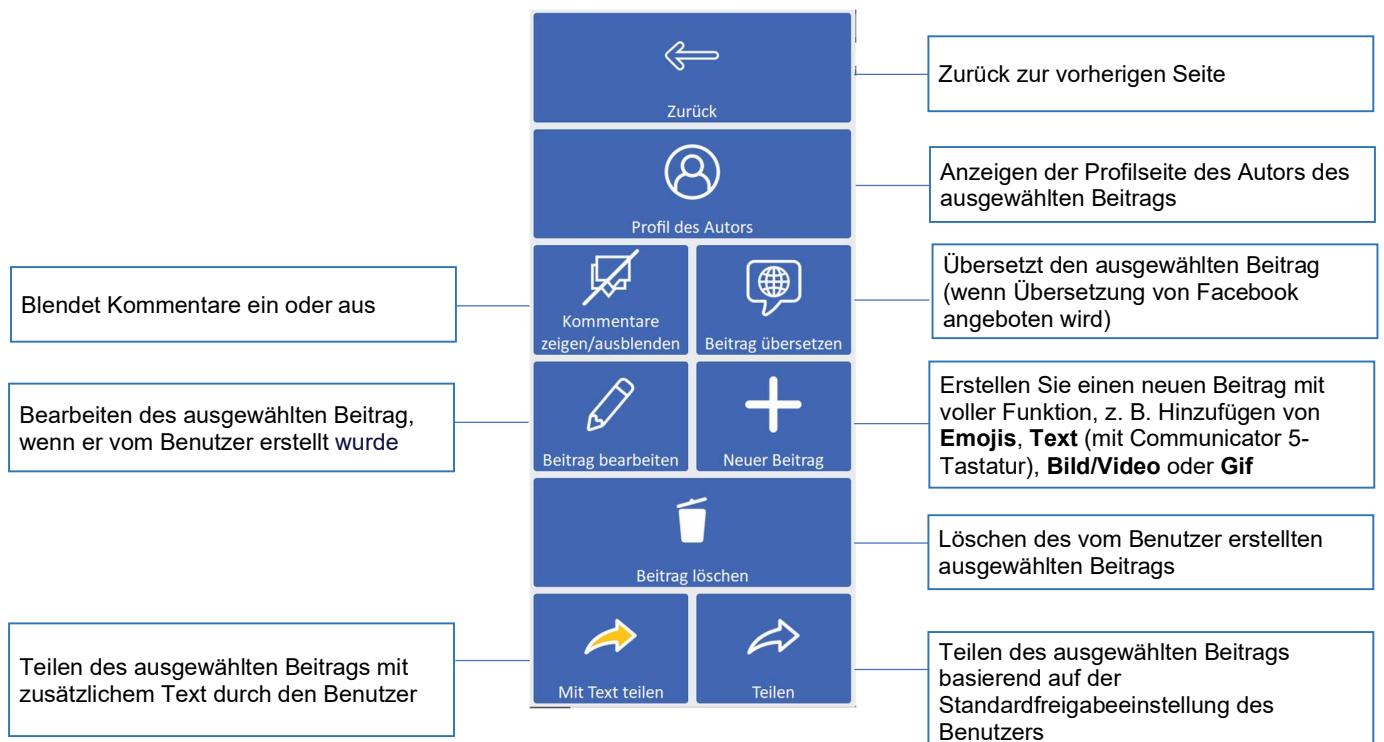 Zurück
Zurück zur vorherigen Seite
Profil des Autors
Anzeigen der Profilseite des Autors des
ausgewählten Beitrags
Blendet Kommentare ein oder aus
Kommentare
zeigen/ausblenden
Beitrag übersetzen
Übersetzt den ausgewählten Beitrag
(wenn Übersetzung von Facebook
angeboten wird)
Bearbeiten des ausgewählten Beitrag,
wenn er vom Benutzer erstellt wurde
Beitrag bearbeiten
Neuer Beitrag
Erstellen Sie einen neuen Beitrag mit
voller Funktion, z. B. Hinzufügen von
Emojis, Text (mit Communicator 5-
Tastatur), Bild/Video oder Gif
Beitrag löschen
Löschen des vom Benutzer erstellten
ausgewählten Beitrags
Teilen des ausgewählten Beitrags mit
zusätzlichem Text durch den Benutzer
Mit Text teilen
Teilen
Teilen des ausgewählten Beitrags
basierend auf der
Standardfreigabeeinstellung des
Benutzers